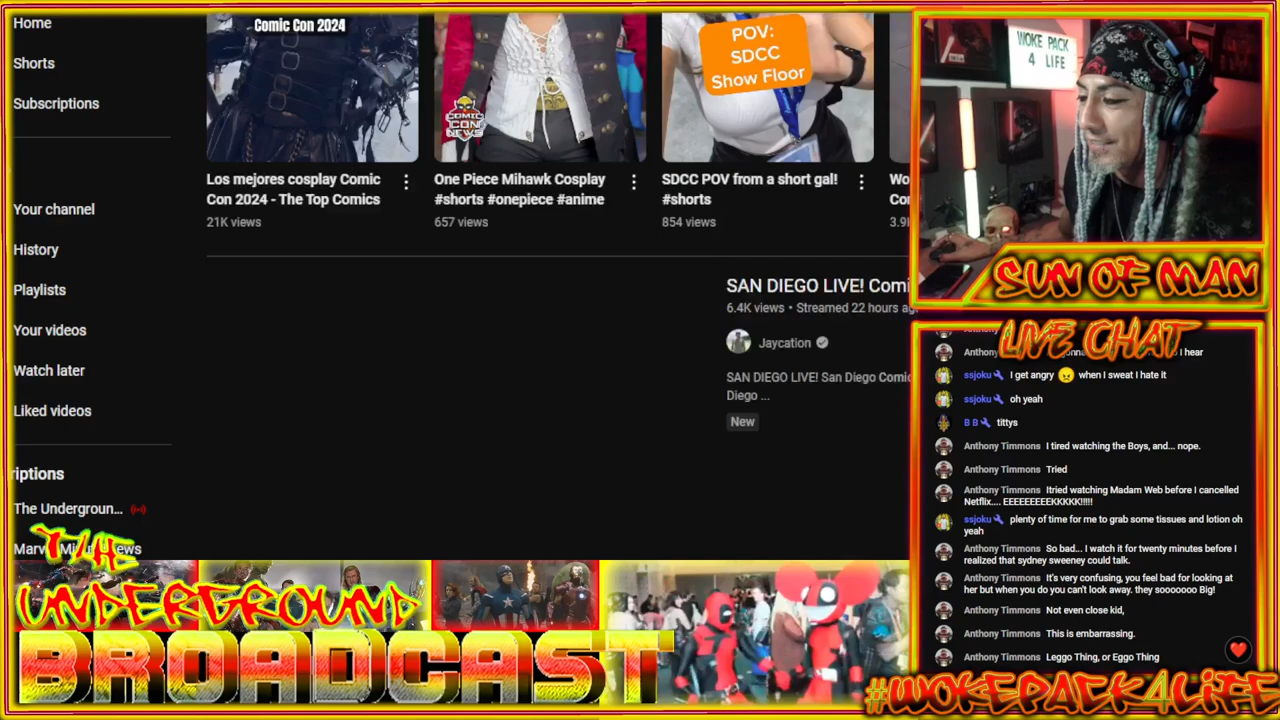 Home
Shorts
Subscriptions
Your channel
History
Playlists
Your videos
Watch later
Liked videos
riptions
The Undergroun...
Comic Con 2024
Los mejores cosplay Comic
Con 2024 - The Top Comics
21K views
COMIC
CON
NEWS
One Piece Mihawk Cosplay
#shorts #onepiece #anime
657 views
POV:
SDCC
Show Floor
SDCC POV from a short gal!
#shorts
854 views
3.9
SAN DIEGO LIVE! Comi
6.4K views • Streamed 22 hours ag
Jaycation
SAN DIEGO LIVE! San Diego Comic
Diego ...
New
WOKE PACK
4 LIFE
SUN OF MAN
LIVE CHAT
I hear
ssjoku I get angry 😠 when I sweat I hate it
ssjoku oh yeah
B B tittys
Anthony Timmons I tired watching the Boys, and... nope.
Anthony Timmons Tried
Anthony Timmons Itried watching Madam Web before I cancelled
Netflix.... EEEEEEEEEKKKKK!!!!!
ssjoku plenty of time for me to grab some tissues and lotion oh
yeah
Anthony Timmons So bad... I watch it for twenty minutes before I
realized that sydney sweeney could talk.
Anthony Timmons It's very confusing, you feel bad for looking at
her but when you do you can't look away. they sooooooo Big!
Anthony Timmons Not even close kid,
Anthony Timmons This is embarrassing.
Anthony Timmons Leggo Thing, or Eggo Thing
THE
UNDERGROUND
BROADCAST
#WOKEPACK4LIFE